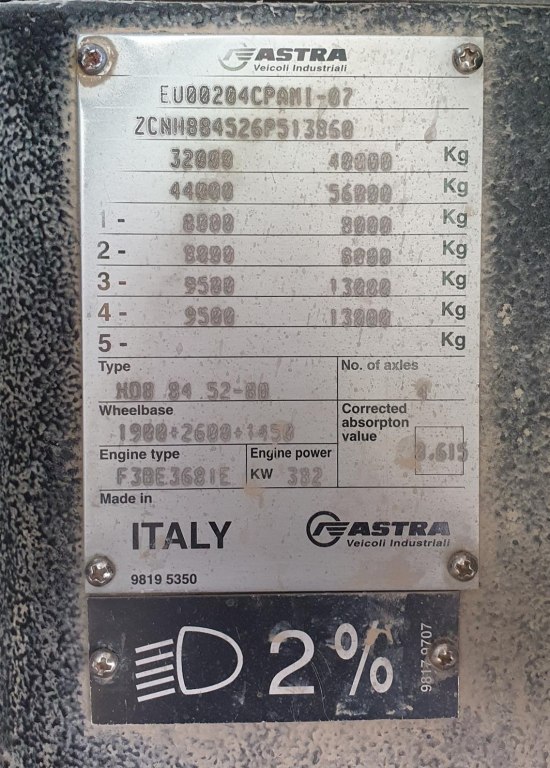 ASTRA
Veicoli Industriali
EU00204CPAMI-07
ZCNH884526P513860
32000 40000 Kg
44000 56000 Kg
1 - 8000 8000 Kg
2 - 8000 8000 Kg
3 - 9500 13000 Kg
4 - 9500 13000 Kg
5 - Kg
Type No. of axles
HD8 84 52-80 4
Wheelbase Corrected absorpton value
1900+2600+1450
0.615
Engine type Engine power
F3BE3681E KW 382
Made in
ITALY ASTRA
Veicoli Industriali
9819 5350
2%
9817 9707